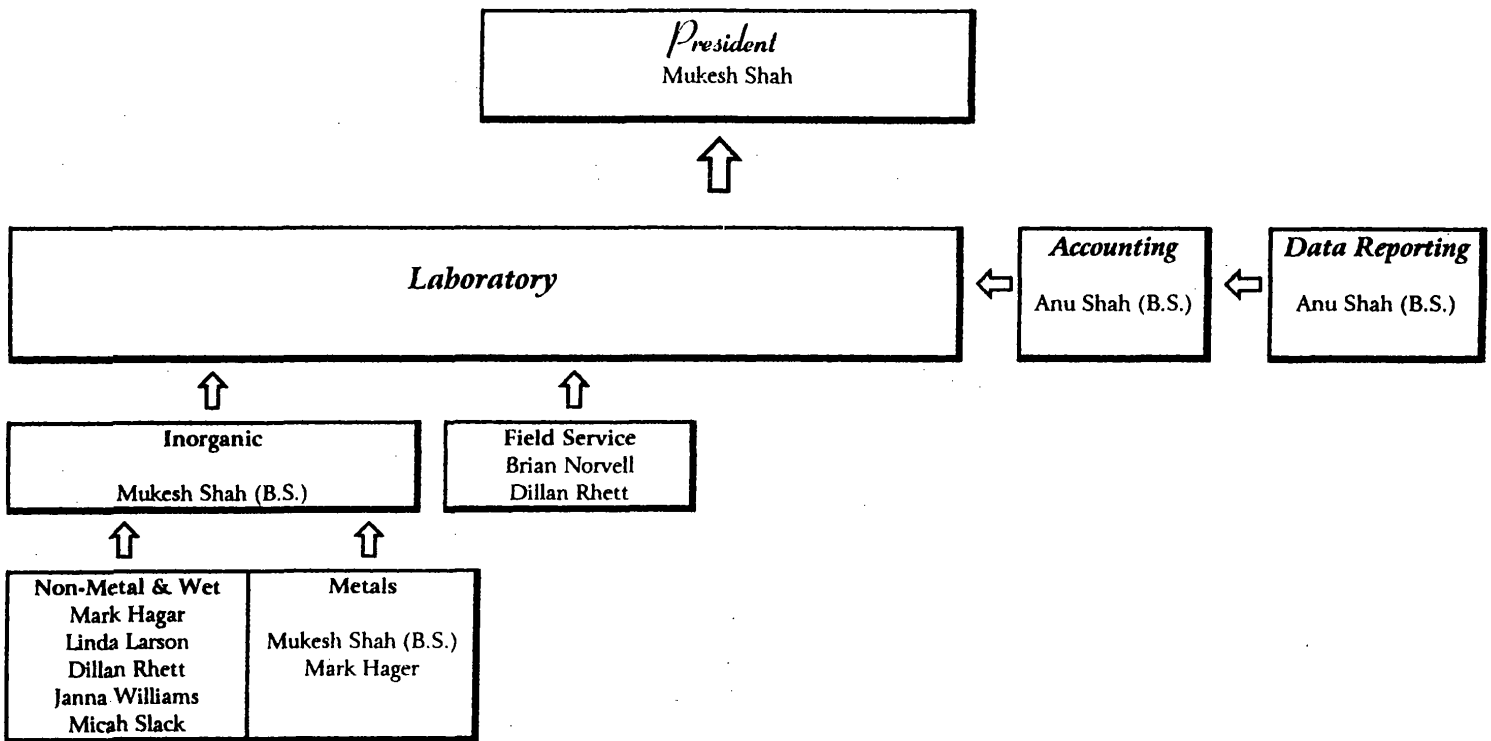 President
Mukesh Shah
Laboratory
Accounting
Anu Shah (B.S.)
Data Reporting
Anu Shah (B.S.)
Inorganic
Mukesh Shah (B.S.)
Field Service
Brian Norvell
Dillan Rhett
Non-Metal & Wet
Mark Hagar
Linda Larson
Dillan Rhett
Janna Williams
Micah Slack
Metals
Mukesh Shah (B.S.)
Mark Hager